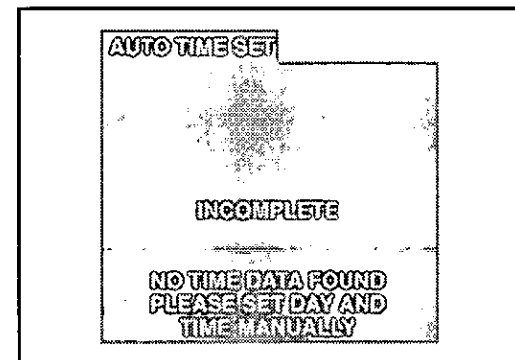 AUTO TIME SET
INCOMPLETE
NO TIME DATA FOUND
PLEASE SET DAY AND
TIME MANUALLY